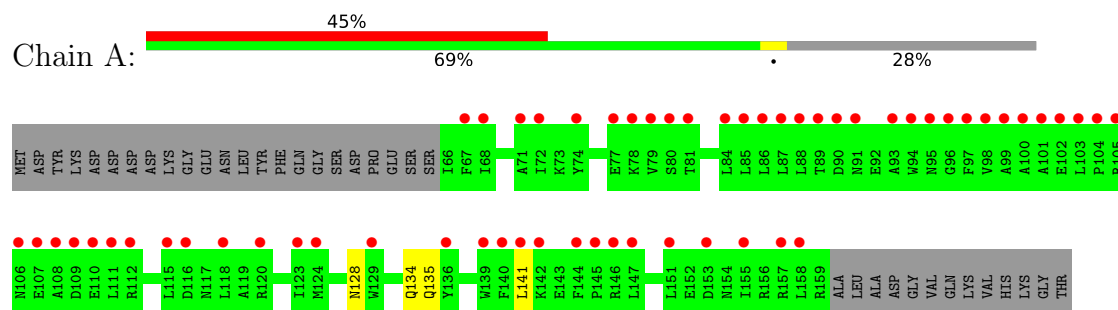 45%
Chain A:
69% • 28%
MET ASP TYR LYS ASP ASP ASP ASP LYS GLY GLU ASN LEU TYR PHE GLN GLY SER ASP PRO GLU SER SER I66 F67 I68 A71 I72 K73 Y74 E77 K78 V79 S80 T81 L84 L85 L86 L87 L88 T89 D90 N91 E92 A93 W94 N95 G96 F97 V98 A99 A100 A101 E102 L103 P104 R105
N106 E107 A108 D109 E110 L111 R112 L115 D116 N117 L118 A119 R120 I123 M124 N128 W129 Q134 Q135 Y136 W139 F140 L141 K142 E143 F144 P145 R146 L147 L151 E152 D153 N154 I155 R156 R157 L158 R159 ALA LEU ALA ASP GLY VAL GLN LYS VAL HIS LYS GLY THR